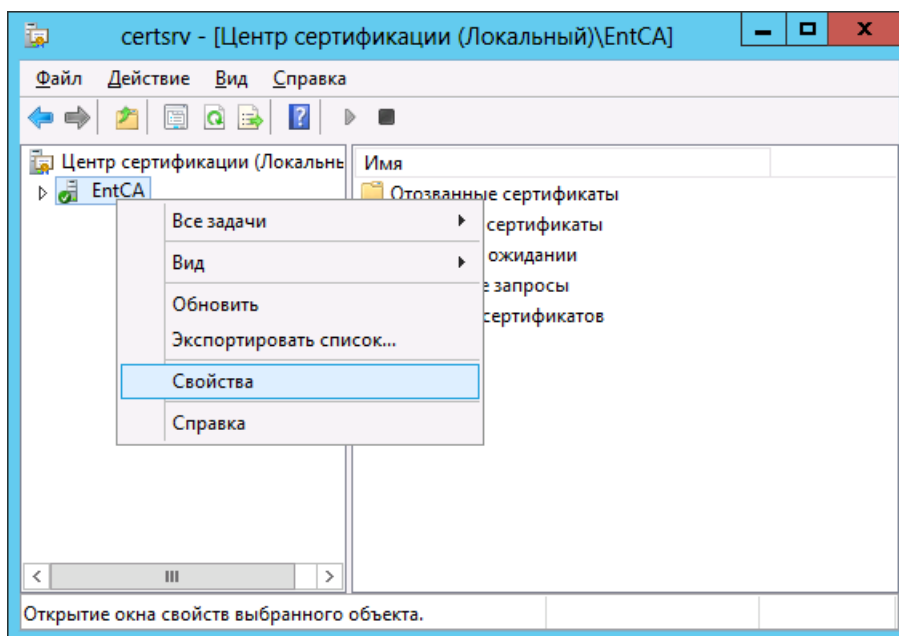 certsrv - [Центр сертификации (Локальный)\EntCA]
Файл Действие Вид Справка
Центр сертификации (Локальнь
Имя
EntCA
Отозванные сертификаты
сертификаты
ожидании
запросы
сертификатов
Все задачи
Вид
Обновить
Экспортировать список...
Свойства
Справка
Открытие окна свойств выбранного объекта.